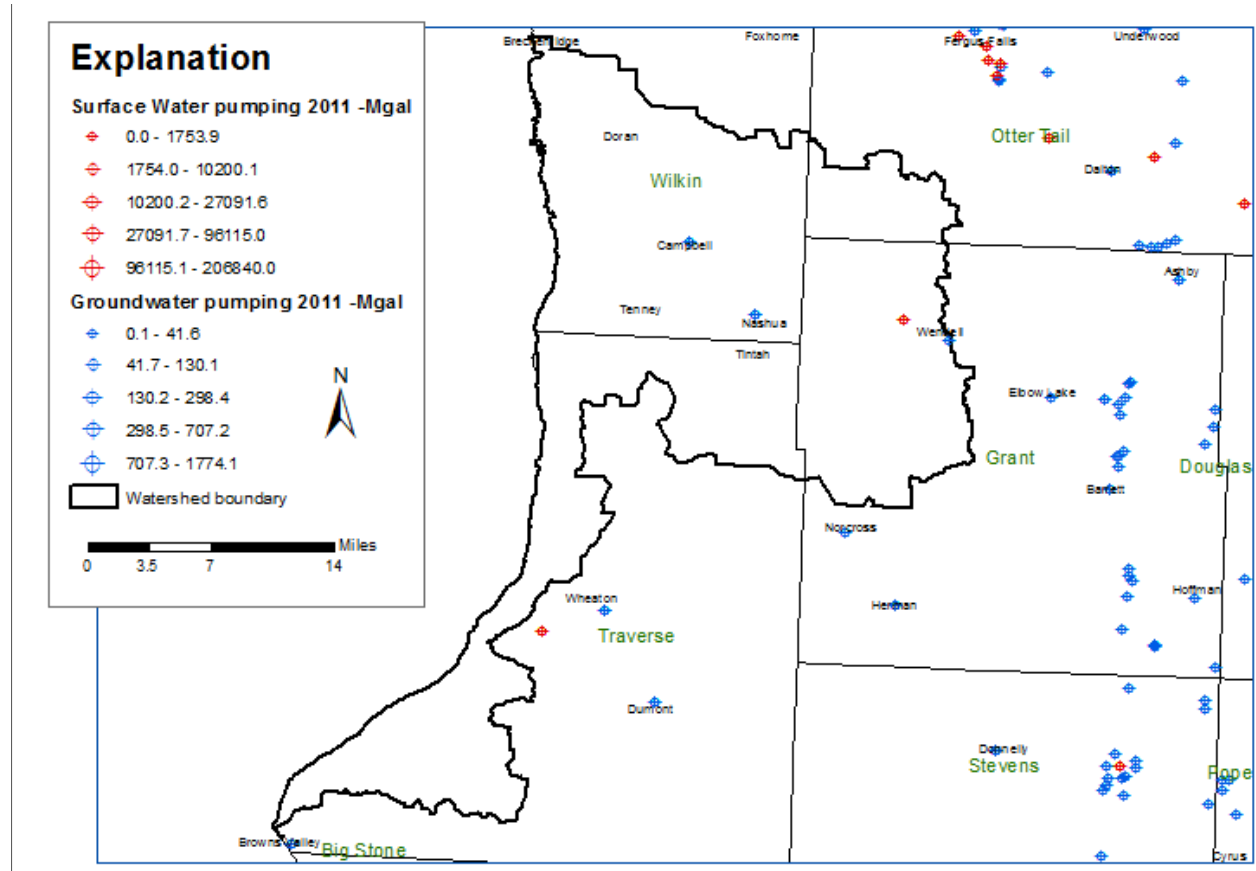 Explanation
Surface Water pumping 2011 -Mgal
0.0 - 1753.9
1754.0 - 10200.1
10200.2 - 27091.6
27091.7 - 96115.0
96115.1 - 206840.0
Groundwater pumping 2011 -Mgal
0.1 - 41.6
41.7 - 130.1
130.2 - 298.4
298.5 - 707.2
707.3 - 1774.1
Watershed boundary
N
Miles
0 3.5 7 14
Breckenridge
Foxhome
Fergus Falls
Underwood
Doran
Otter Tail
Dalton
Wilkin
Campbell
Ashby
Tenney
Nashua
Wendell
Tintah
Elbow Lake
Grant
Douglas
Barrett
Norcross
Wheaton
Herman
Hoffman
Traverse
Dumont
Donnelly
Stevens
Pope
Browns Valley
Big Stone
Cyrus